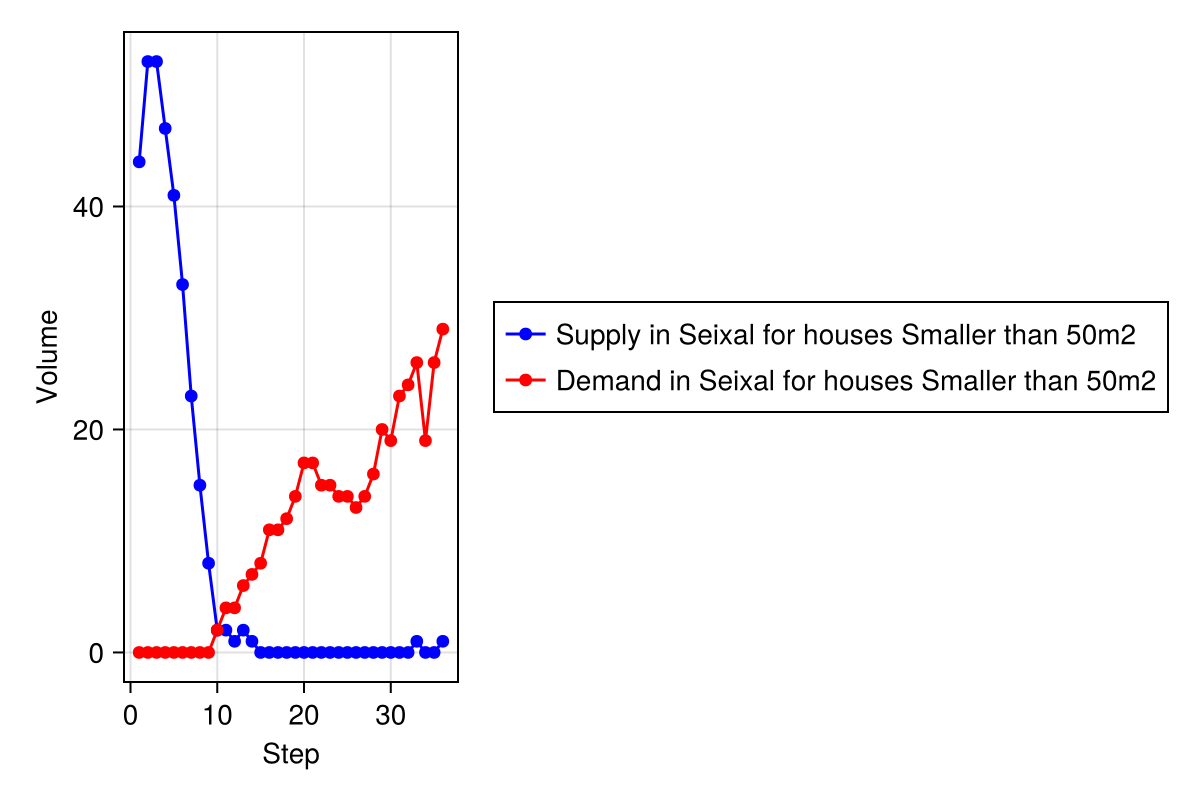 Volume
40
20
0
0 10 20 30
Step
Supply in Seixal for houses Smaller than 50m2
Demand in Seixal for houses Smaller than 50m2